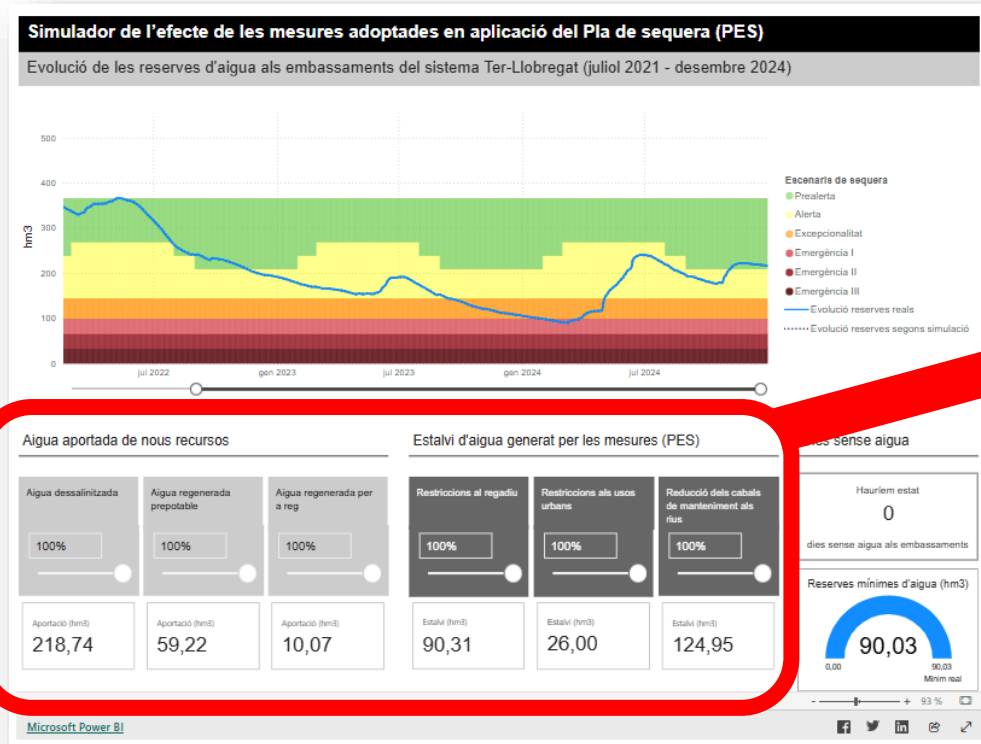 Simulador de l'efecte de les mesures adoptades en aplicació del Pla de sequera (PES)
Evolució de les reserves d'aigua als embassaments del sistema Ter-Llobregat (juliol 2021 - desembre 2024)
500
400
300
200
100
0
hm3
jul 2022
gen 2023
jul 2023
gen 2024
jul 2024
Escenaris de sequera
Prealerta
Alerta
Excepcionalitat
Emergència I
Emergència II
Emergència III
Evolució reserves reals
Evolució reserves segons simulació
Aigua aportada de nous recursos
Aigua dessalinitzada
100%
Aportació (hm3)
218,74
Aigua regenerada
prepotable
100%
Aportació (hm3)
59,22
Aigua regenerada per
a reg
100%
Aportació (hm3)
10,07
Estalvi d'aigua generat per les mesures (PES)
Restriccions al regadiu
100%
Estalvi (hm3)
90,31
Restriccions als usos
urbans
100%
Estalvi (hm3)
26,00
Reducció dels cabals
de manteniment als
rius
100%
Estalvi (hm3)
124,95
sense aigua
Hauríem estat
0
dies sense aigua als embassaments
Reserves mínimes d'aigua (hm3)
90,03
0,00
90,03
Mínim real
- + 93 %
Microsoft Power BI